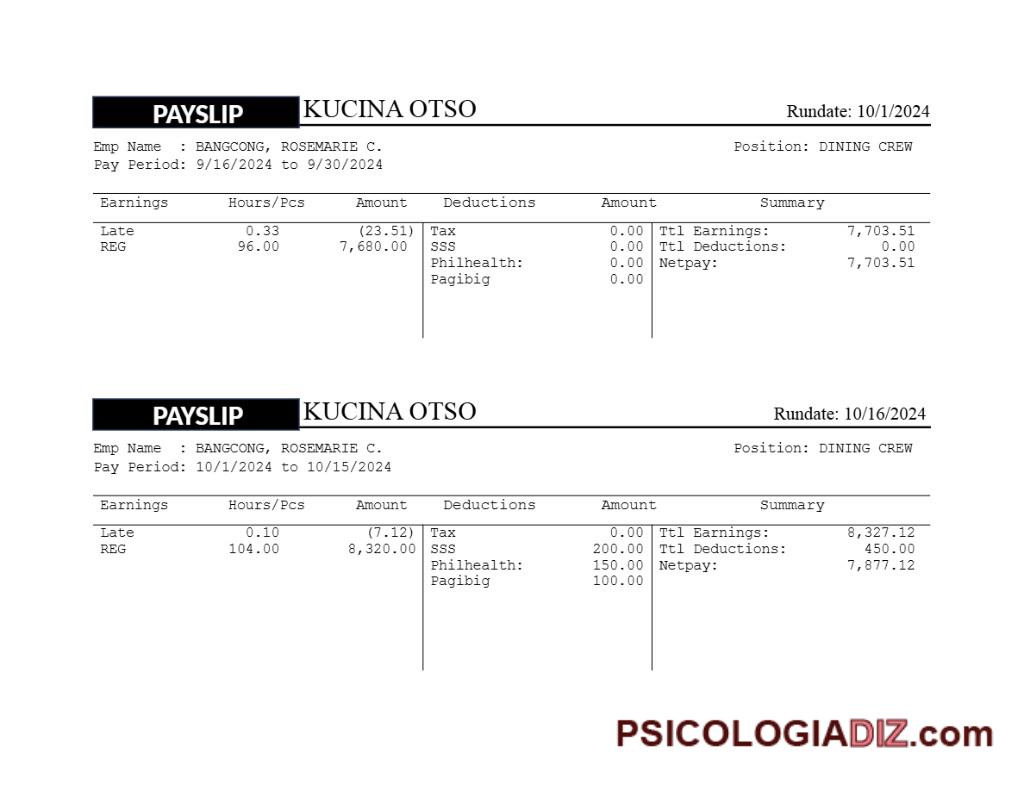 PAYSLIP KUCINA OTSO Rundate: 10/1/2024
Emp Name : BANGCONG, ROSEMARIE C. Position: DINING CREW
Pay Period: 9/16/2024 to 9/30/2024
Earnings Hours/Pcs Amount Deductions Amount Summary
Late 0.33 (23.51) Tax 0.00 Ttl Earnings: 7,703.51
REG 96.00 7,680.00 SSS 0.00 Ttl Deductions: 0.00
Philhealth: 0.00 Netpay: 7,703.51
Pagibig 0.00
PAYSLIP KUCINA OTSO Rundate: 10/16/2024
Emp Name : BANGCONG, ROSEMARIE C. Position: DINING CREW
Pay Period: 10/1/2024 to 10/15/2024
Earnings Hours/Pcs Amount Deductions Amount Summary
Late 0.10 (7.12) Tax 0.00 Ttl Earnings: 8,327.12
REG 104.00 8,320.00 SSS 200.00 Ttl Deductions: 450.00
Philhealth: 150.00 Netpay: 7,877.12
Pagibig 100.00
PSICOLOGIADIZ.com